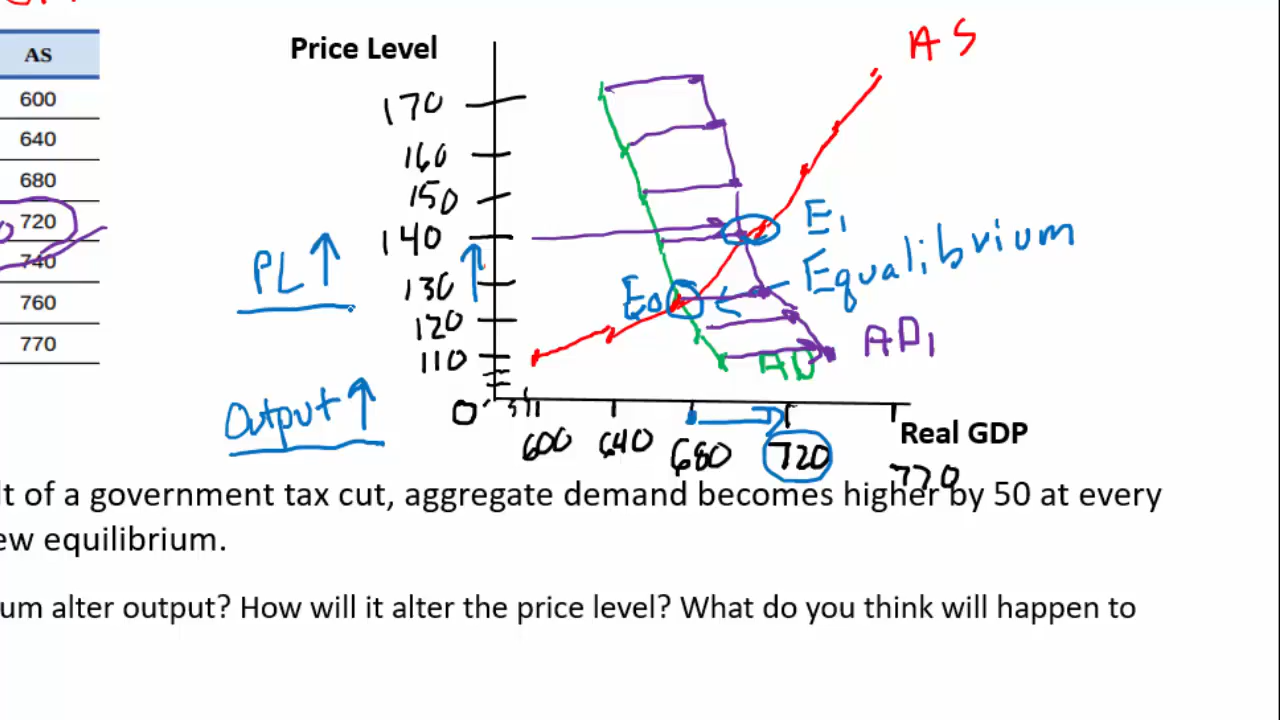 AS
600
640
680
720
740
760
770
Price Level
170
160
150
140
130
120
110
0
600 640 680 720 770
Real GDP
AS
E1
Equalibrium
E0
AD
AD1
PL ↑
Output ↑
lt of a government tax cut, aggregate demand becomes higher by 50 at every
ew equilibrium.
um alter output? How will it alter the price level? What do you think will happen to